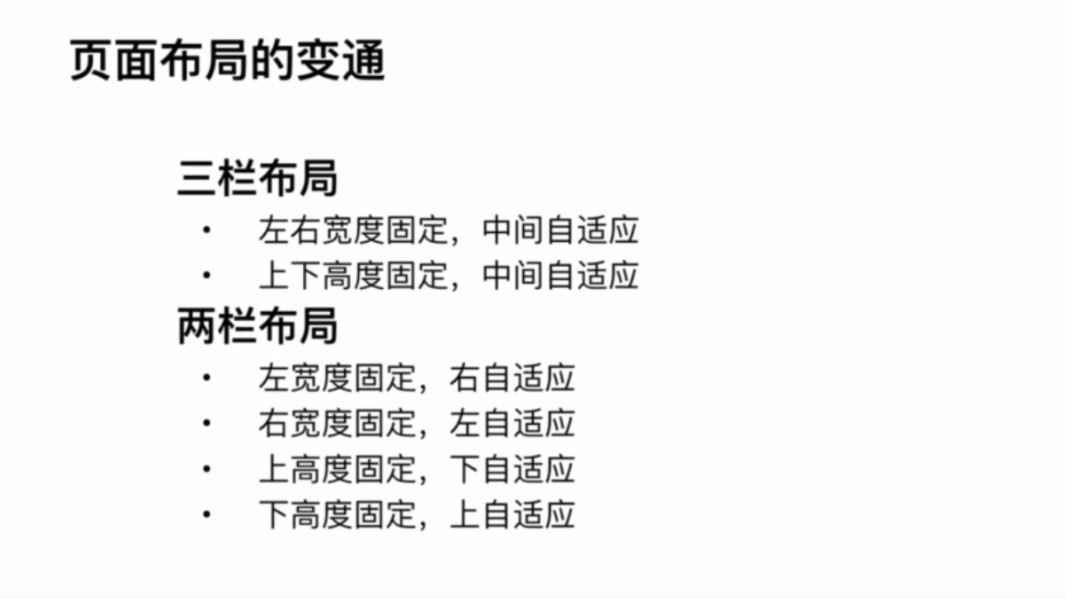 页面布局的变通
三栏布局
• 左右宽度固定，中间自适应
• 上下高度固定，中间自适应
两栏布局
• 左宽度固定，右自适应
• 右宽度固定，左自适应
• 上高度固定，下自适应
• 下高度固定，上自适应